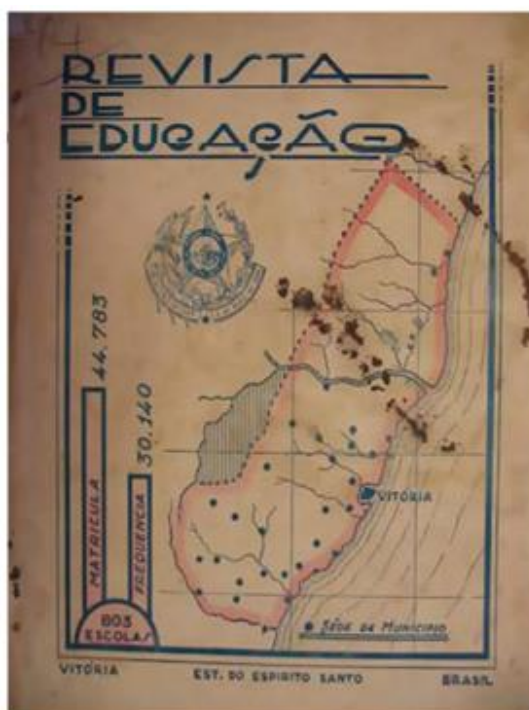 REVISTA
DE
EDUCAÇÃO
44.783
30.140
MATRÍCULA
FREQUENCIA
803
ESCOLAS
VITÓRIA
SÉDE DE MUNICIPIO
VITÓRIA
EST. DO ESPIRITO SANTO
BRASIL